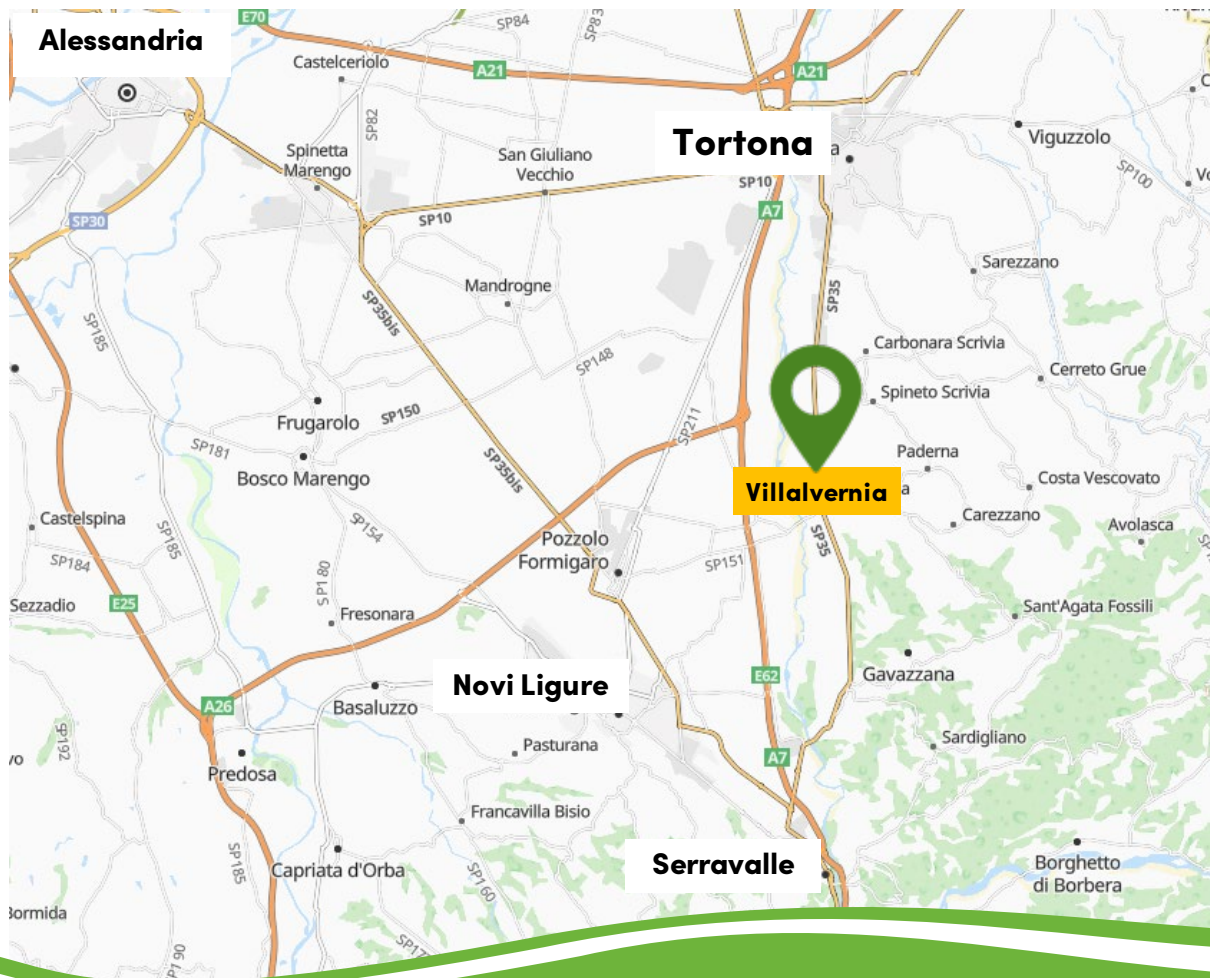 Alessandria
E70
SP84
SP83
Castelceriolo
A21
A21
SP82
Tortona
Viguzzolo
Spinetta
Marengo
San Giuliano
Vecchio
SP10
SP100
SP30
SP10
A7
Sarezzano
Mandrogne
SP35bis
SP35
SP185
SP148
Carbonara Scrivia
Cerreto Grue
Spineto Scrivia
Frugarolo
SP150
SP211
SP181
Bosco Marengo
SP35bis
Paderna
Villalvernia
Costa Vescovato
Castelspina
SP154
Carezzano
Avolasca
SP185
Pozzolo
Formigaro
SP35
SP184
SP151
SP180
Sezzadio
E25
Fresonara
Sant'Agata Fossili
Novi Ligure
E62
Gavazzana
A26
Basaluzzo
SP192
Pasturana
A7
Sardigliano
Predosa
Francavilla Bisio
SP185
Capriata d'Orba
SP160
Serravalle
Borghetto
di Borbera
SP190